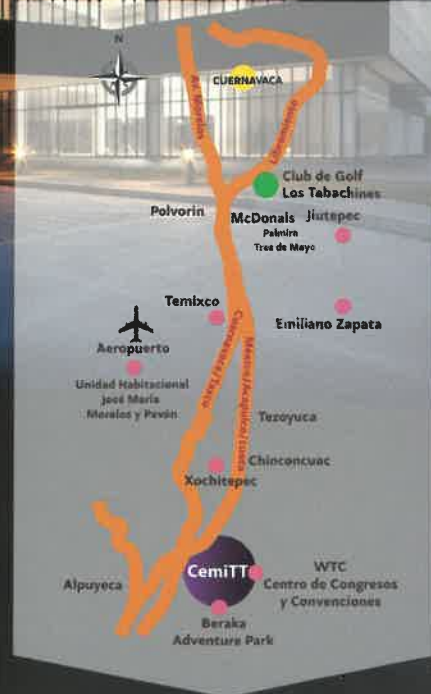 N
CUERNAVACA
Av. Morelos
Libramiento
Club de Golf
Los Tabachines
Polvorin
McDonals
Jiutepec
Palmira
Tres de Mayo
Temixco
Emiliano Zapata
Aeropuerto
Unidad Habitacional
José María
Morelos y Pavón
Cuernavaca/Taxco
México/Acapulco/cuota
Tezoyuca
Chinconcuac
Xochitepec
CemiTT
WTC
Centro de Congresos
y Convenciones
Alpuyeca
Beraka
Adventure Park